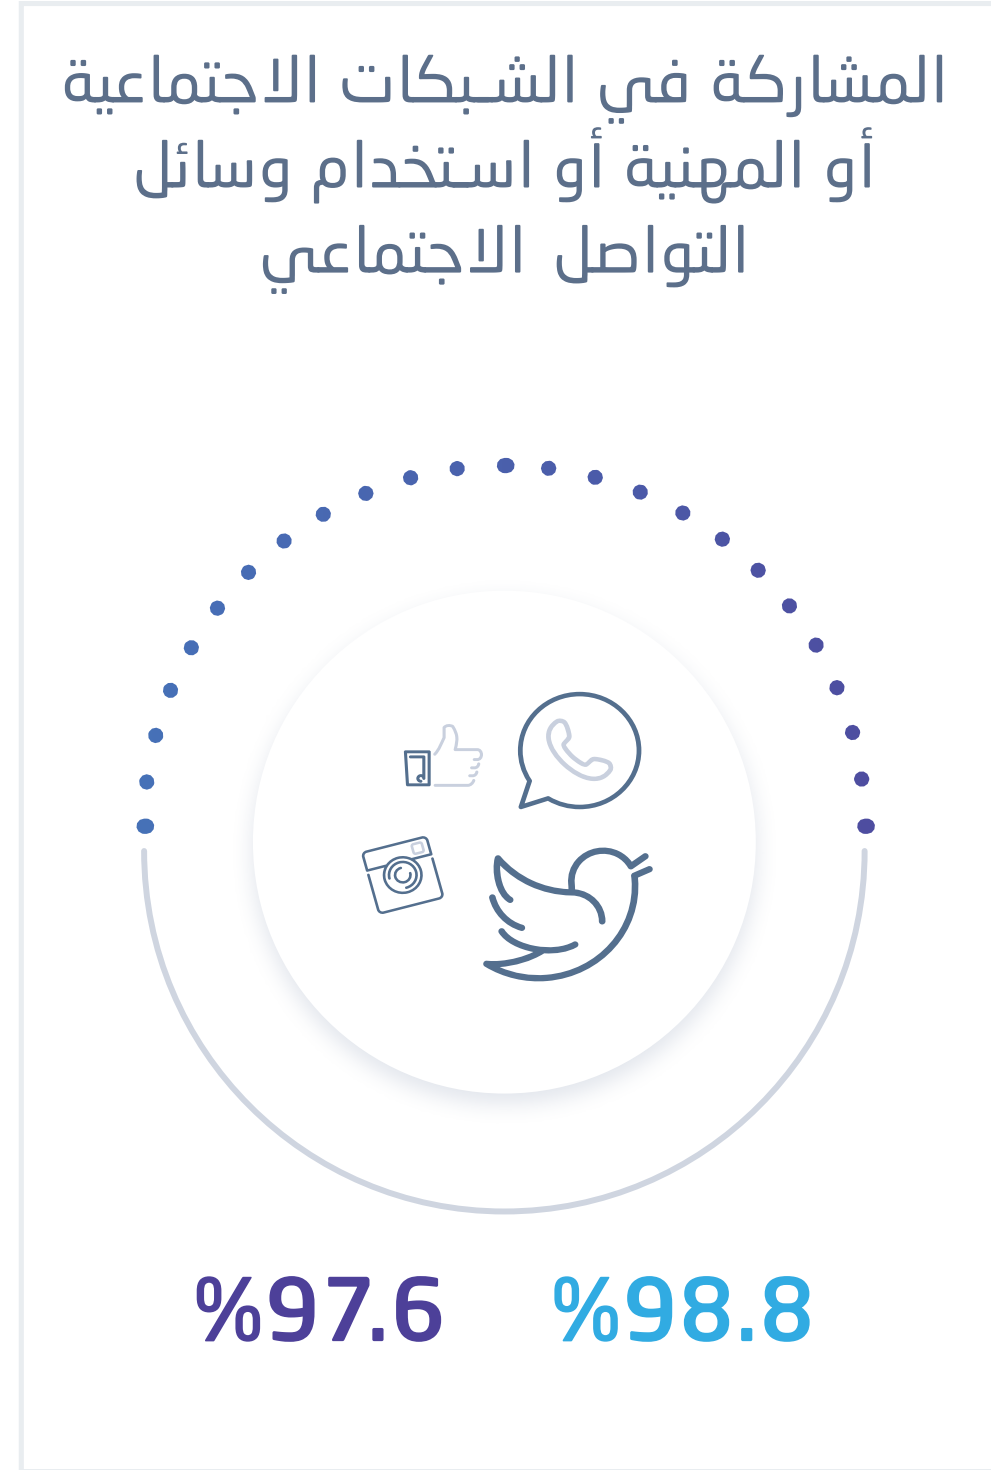 المشاركة في الشبكات الاجتماعية
أو المهنية أو استخدام وسائل
التواصل الاجتماعي
%98.8
%97.6